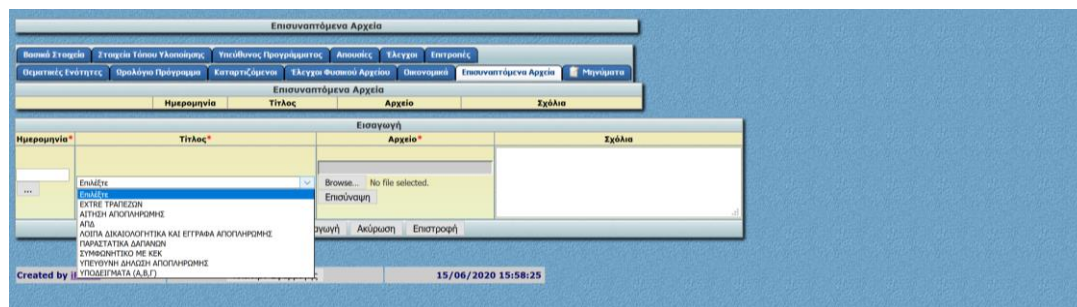 Επισυναπτόμενα Αρχεία
Βασικά Στοιχεία Στοιχεία Τόπου Υλοποίησης Υπεύθυνος Προγράμματος Απουσίες Έλεγχοι Επιτροπές
Θεματικές Ενότητες Ωρολόγιο Πρόγραμμα Καταρτιζόμενοι Έλεγχοι Φυσικού Αρχείου Οικονομικά Επισυναπτόμενα Αρχεία Μηνύματα
Επισυναπτόμενα Αρχεία
Ημερομηνία Τίτλος Αρχείο Σχόλια
Εισαγωγή
Ημερομηνία* Τίτλος* Αρχείο* Σχόλια
Επιλέξτε Browse... No file selected.
... Επισύναψη
Επιλέξτε
EXTRE ΤΡΑΠΕΖΩΝ
ΑΙΤΗΣΗ ΑΠΟΠΛΗΡΩΜΗΣ
ΑΠΔ
ΛΟΙΠΑ ΔΙΚΑΙΟΛΟΓΗΤΙΚΑ ΚΑΙ ΕΓΓΡΑΦΑ ΑΠΟΠΛΗΡΩΜΗΣ
ΠΑΡΑΣΤΑΤΙΚΑ ΔΑΠΑΝΩΝ
ΣΥΜΦΩΝΗΤΙΚΟ ΜΕ ΚΕΚ
ΥΠΕΥΘΥΝΗ ΔΗΛΩΣΗ ΑΠΟΠΛΗΡΩΜΗΣ
ΥΠΟΔΕΙΓΜΑΤΑ (Α,Β,Γ)
αγωγή Ακύρωση Επιστροφή
Created by 15/06/2020 15:58:25